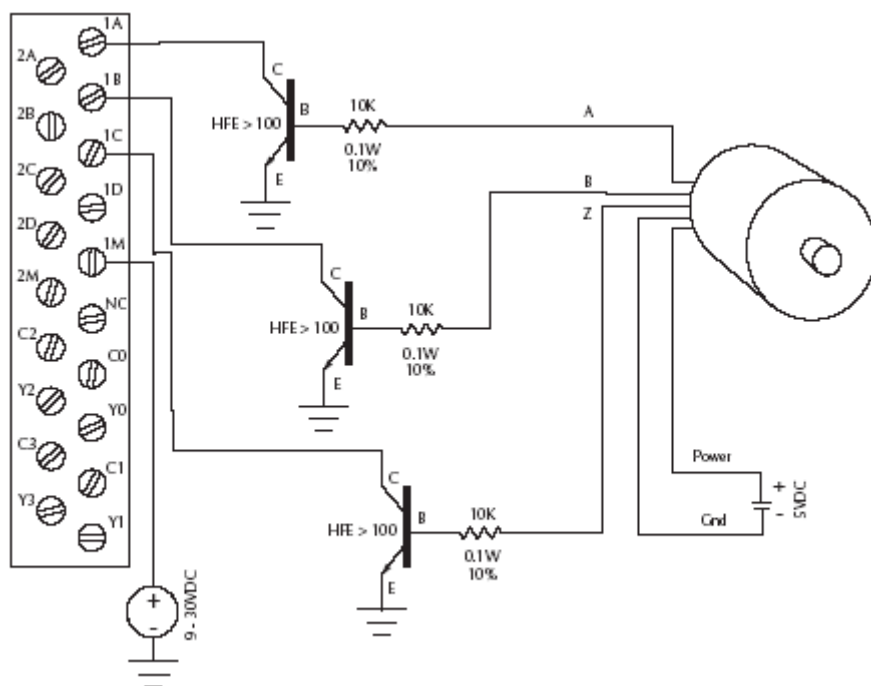 1A
2A
1B
2B
1C
2C
1D
2D
1M
2M
NC
C2
C0
Y2
Y0
C3
C1
Y3
Y1
C
B
HFE > 100
E
10K
0.1W
10%
A
C
B
HFE > 100
E
10K
0.1W
10%
B
C
B
HFE > 100
E
10K
0.1W
10%
Z
Power
Gnd
+
-
5VDC
+
-
9 - 30VDC